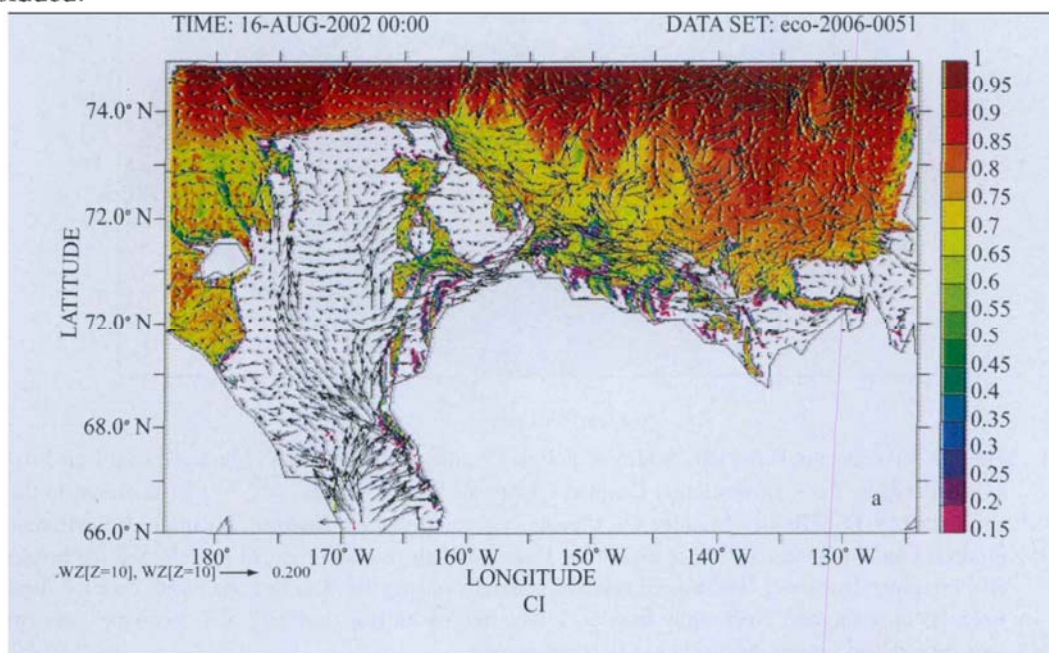 TIME: 16-AUG-2002 00:00
DATA SET: eco-2006-0051
LATITUDE
74.0° N
72.0° N
72.0° N
68.0° N
66.0° N
180°
170°W
160°W
150°W
140°W
130°W
LONGITUDE
CI
WZ[Z=10], WZ[Z=10]
0.200
a
1
0.95
0.9
0.85
0.8
0.75
0.7
0.65
0.6
0.55
0.5
0.45
0.4
0.35
0.3
0.25
0.2
0.15